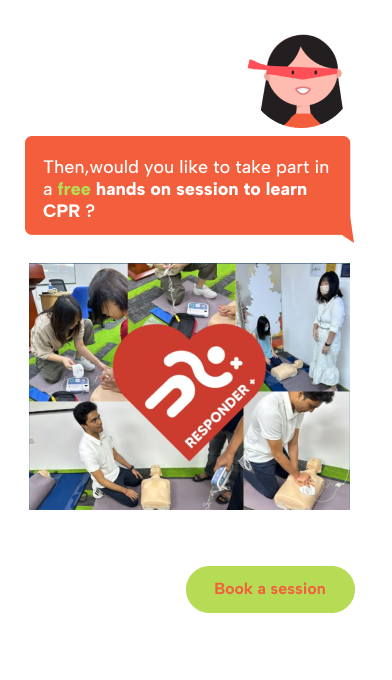 Then,would you like to take part in
a free hands on session to learn
CPR ?
RESPONDER +
Book a session